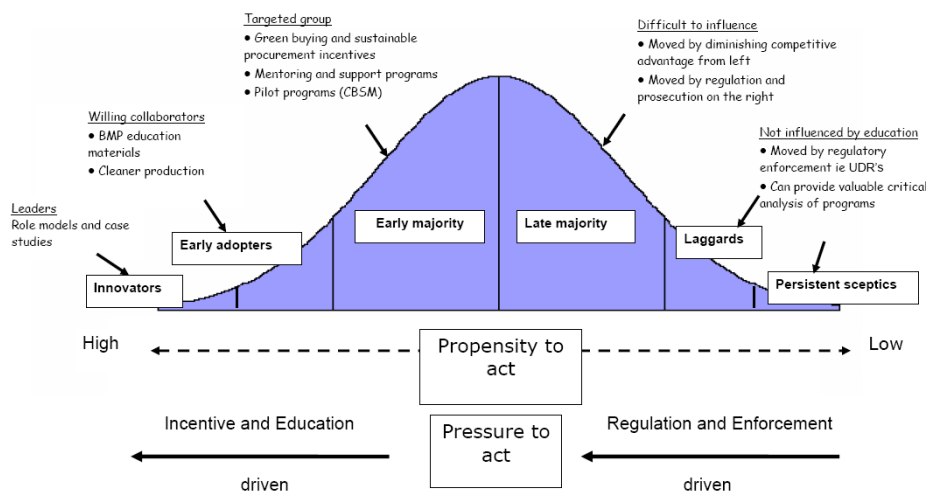 Targeted group
● Green buying and sustainable
procurement incentives
● Mentoring and support programs
● Pilot programs (CBSM)
Difficult to influence
● Moved by diminishing competitive
advantage from left
● Moved by regulation and
prosecution on the right
Willing collaborators
● BMP education
materials
● Cleaner production
Not influenced by education
● Moved by regulatory
enforcement ie UDR's
● Can provide valuable critical
analysis of programs
Leaders
Role models and case
studies
Innovators
Early adopters
Early majority
Late majority
Laggards
Persistent sceptics
High
Propensity to
act
Low
Incentive and Education
driven
Pressure to
act
Regulation and Enforcement
driven